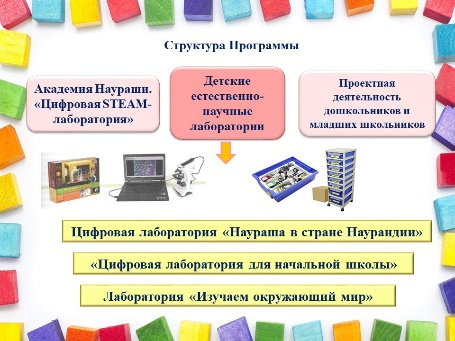 Структура Программы
Академия Наураши.
«Цифровая STEAM-
лаборатория»
Детские
естественно-
научные
лаборатории
Проектная
деятельность
дошкольников и
младших школьников
Цифровая лаборатория «Наураша в стране Наурандии»
«Цифровая лаборатория для начальной школы»
Лаборатория «Изучаем окружающий мир»